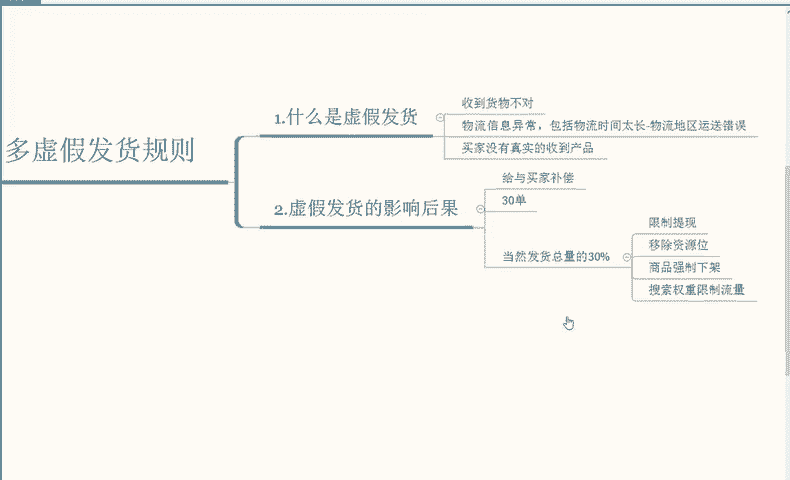 多虚假发货规则
1.什么是虚假发货
收到货物不对
物流信息异常，包括物流时间太长-物流地区运送错误
买家没有真实的收到产品
2.虚假发货的影响后果
给与买家补偿
30单
当然发货总量的30%
限制提现
移除资源位
商品强制下架
搜索权重限制流量